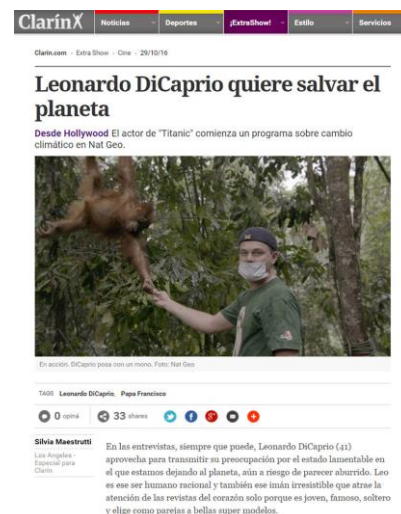 ClarínX Noticias Deportes ¡ExtraShow! Estilo Servicios
Clarin.com - Extra Show - Cine - 29/10/16
Leonardo DiCaprio quiere salvar el
planeta
Desde Hollywood El actor de "Titanic" comienza un programa sobre cambio
climático en Nat Geo.
En acción. DiCaprio posa con un mono. Foto: Nat Geo
TAGS Leonardo DiCaprio, Papa Francisco
0 opiná 33 shares
Silvia Maestrutti
Los Angeles -
Especial para
Clarín
En las entrevistas, siempre que puede, Leonardo DiCaprio (41)
aprovecha para transmitir su preocupación por el estado lamentable en
el que estamos dejando al planeta, aún a riesgo de parecer aburrido. Leo
es ese ser humano racional y también ese imán irresistible que atrae la
atención de las revistas del corazón solo porque es joven, famoso, soltero
y elige como parejas a bellas super modelos.